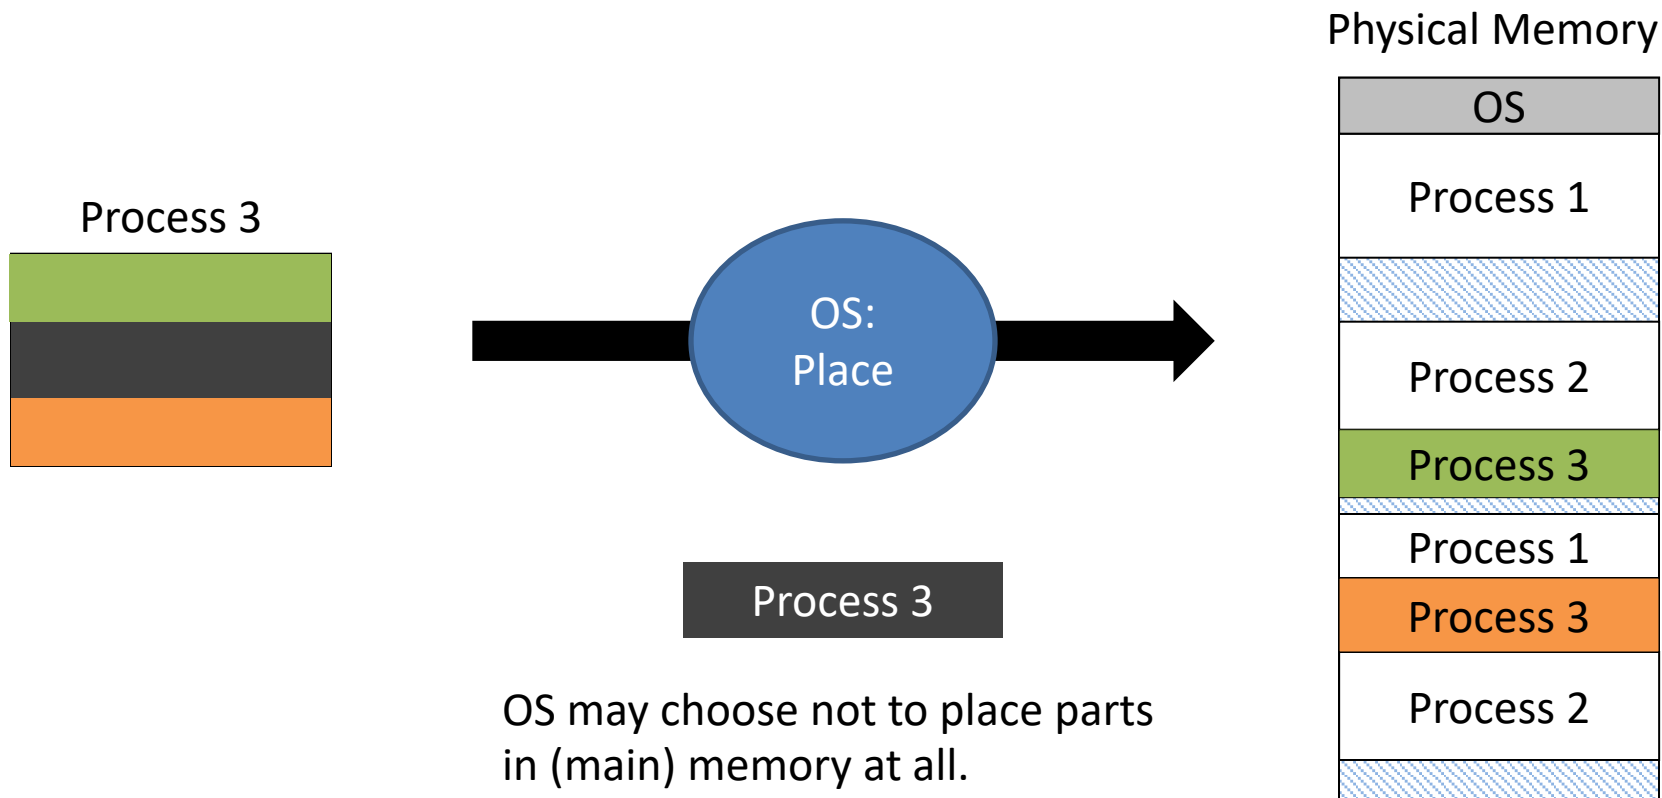 Physical Memory
OS
Process 1
Process 3
OS:
Place
Process 2
Process 3
Process 1
Process 3
Process 3
OS may choose not to place parts
in (main) memory at all.
Process 2